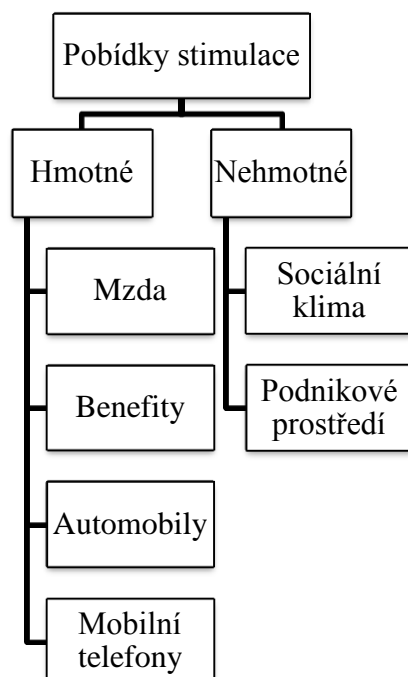 Pobídky stimulace
Hmotné
Nehmotné
Mzda
Benefity
Automobily
Mobilní
telefony
Sociální
klima
Podnikové
prostředí